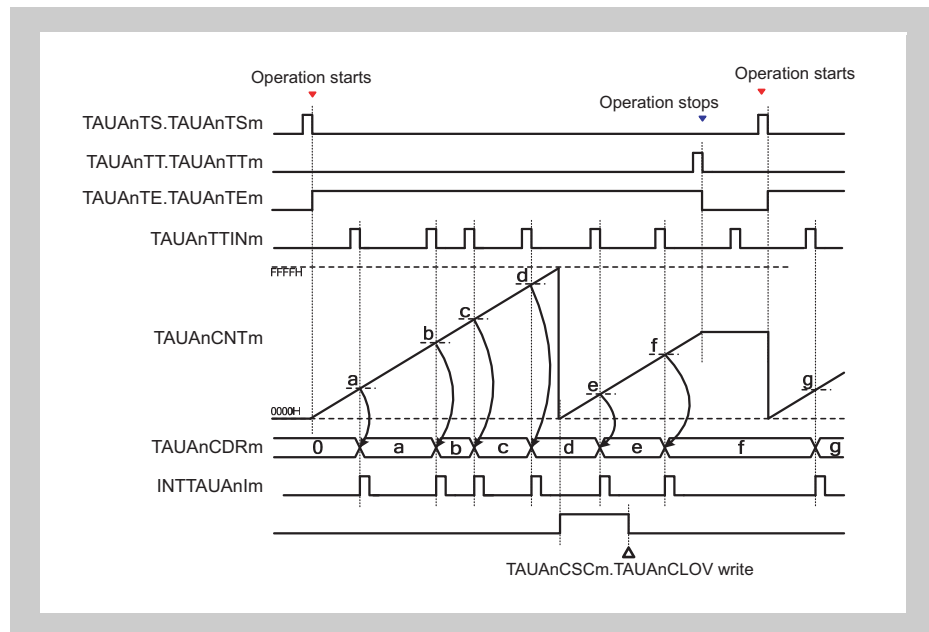 Operation starts
Operation starts
Operation stops
TAUAnTS.TAUAnTSm
TAUAnTT.TAUAnTTm
TAUAnTE.TAUAnTEm
TAUAnTTINm
FFFFH
d
c
b
f
TAUAnCNTm
a
e
g
0000H
TAUAnCDRm 0 a b c d e f g
INTTAUAnIm
TAUAnCSCm.TAUAnCLOV write